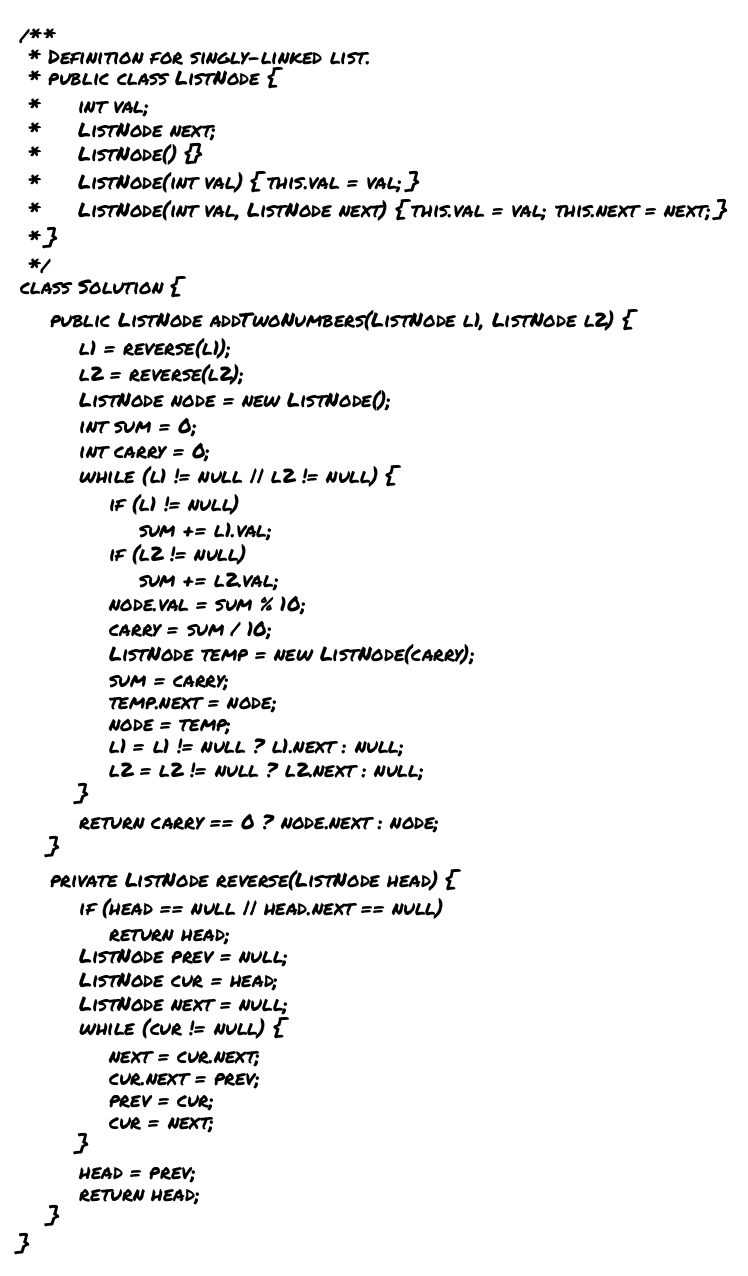 /**
* Definition for singly-linked list.
* public class ListNode {
* int val;
* ListNode next;
* ListNode() {}
* ListNode(int val) { this.val = val; }
* ListNode(int val, ListNode next) { this.val = val; this.next = next; }
* }
*/
class Solution {
public ListNode addTwoNumbers(ListNode l1, ListNode l2) {
l1 = reverse(l1);
l2 = reverse(l2);
ListNode node = new ListNode();
int sum = 0;
int carry = 0;
while (l1 != null || l2 != null) {
if (l1 != null)
sum += l1.val;
if (l2 != null)
sum += l2.val;
node.val = sum % 10;
carry = sum / 10;
ListNode temp = new ListNode(carry);
sum = carry;
temp.next = node;
node = temp;
l1 = l1 != null ? l1.next : null;
l2 = l2 != null ? l2.next : null;
}
return carry == 0 ? node.next : node;
}
private ListNode reverse(ListNode head) {
if (head == null || head.next == null)
return head;
ListNode prev = null;
ListNode cur = head;
ListNode next = null;
while (cur != null) {
next = cur.next;
cur.next = prev;
prev = cur;
cur = next;
}
head = prev;
return head;
}
}